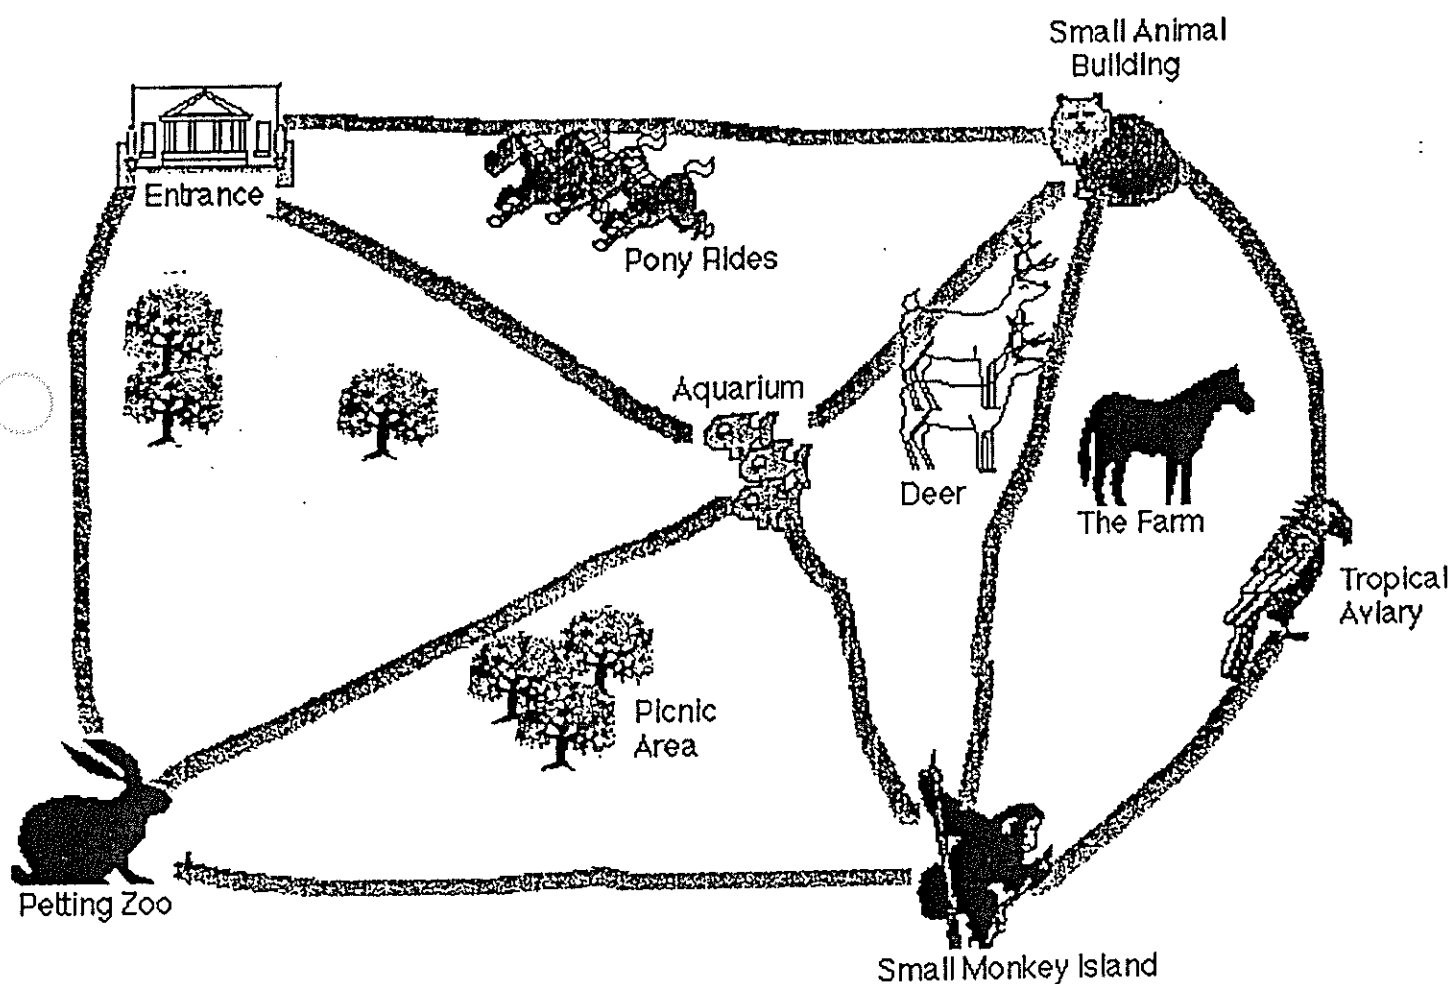 Small Animal
Building
Entrance
Pony Rides
Aquarium
Deer
The Farm
Tropical
Aviary
Picnic
Area
Petting Zoo
Small Monkey Island